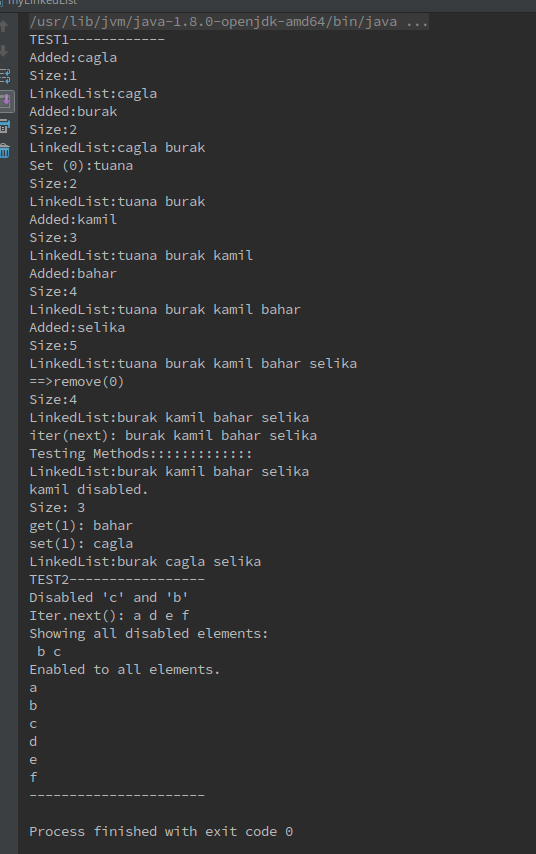 myLinkedList
/usr/lib/jvm/java-1.8.0-openjdk-amd64/bin/java ...
TEST1------------
Added:cagla
Size:1
LinkedList:cagla
Added:burak
Size:2
LinkedList:cagla burak
Set (0):tuana
Size:2
LinkedList:tuana burak
Added:kamil
Size:3
LinkedList:tuana burak kamil
Added:bahar
Size:4
LinkedList:tuana burak kamil bahar
Added:selika
Size:5
LinkedList:tuana burak kamil bahar selika
==>remove(0)
Size:4
LinkedList:burak kamil bahar selika
iter(next): burak kamil bahar selika
Testing Methods:::::::::::::
LinkedList:burak kamil bahar selika
kamil disabled.
Size: 3
get(1): bahar
set(1): cagla
LinkedList:burak cagla selika
TEST2-----------------
Disabled 'c' and 'b'
Iter.next(): a d e f
Showing all disabled elements:
 b c
Enabled to all elements.
a
b
c
d
e
f
----------------------
Process finished with exit code 0